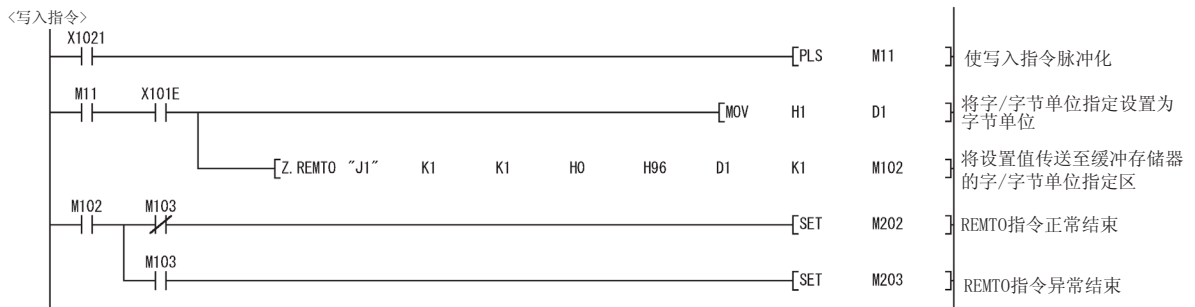 <写入指令>
X1021
PLS M11 使写入指令脉冲化
M11 X101E
MOV H1 D1 将字/字节单位指定设置为
字节单位
Z.REMTO "J1" K1 K1 H0 H96 D1 K1 M102 将设置值传送至缓冲存储器
的字/字节单位指定区
M102 M103
SET M202 REMTO指令正常结束
M103
SET M203 REMTO指令异常结束